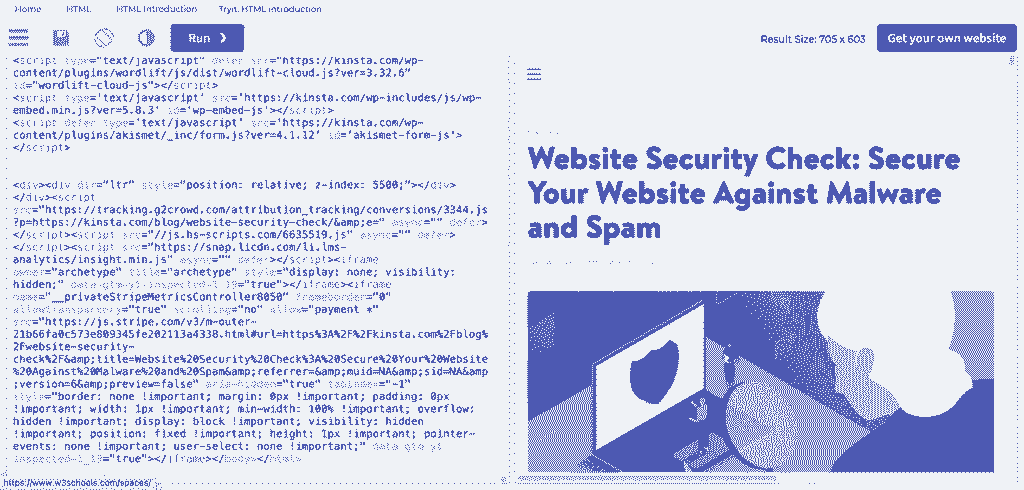 Home HTML HTML Introduction Tryit: HTML Introduction
Run ❯
Result Size: 705 x 603
Get your own website
<script type="text/javascript" defer src="https://kinsta.com/wp-
content/plugins/wordlift/js/dist/wordlift-cloud.js?ver=3.32.6"
id="wordlift-cloud-js"></script>
<script type='text/javascript' src='https://kinsta.com/wp-includes/js/wp-
embed.min.js?ver=5.8.3' id='wp-embed-js'></script>
<script defer type='text/javascript' src='https://kinsta.com/wp-
content/plugins/akismet/_inc/form.js?ver=4.1.12' id='akismet-form-js'>
</script>
<div><div dir="ltr" style="position: relative; z-index: 5500;"></div>
</div><script
src="https://tracking.g2crowd.com/attribution_tracking/conversions/3344.js
?p=https://kinsta.com/blog/website-security-check/&amp;e=" async="" defer>
</script><script src="//js.hs-scripts.com/6635519.js" async="" defer>
</script><script src="https://snap.licdn.com/li.lms-
analytics/insight.min.js" async="" defer></script><iframe
owner="archetype" title="archetype" style="display: none; visibility:
hidden;" data-gtm-yt-inspected-1_19="true"></iframe><iframe
name="__privateStripeMetricsController8050" frameborder="0"
allowtransparency="true" scrolling="no" allow="payment *"
src="https://js.stripe.com/v3/m-outer-
21b66fa0c573e809345fe202113a4338.html#url=https%3A%2F%2Fkinsta.com%2Fblog%
2Fwebsite-security-
check%2F&amp;title=Website%20Security%20Check%3A%20Secure%20Your%20Website
%20Against%20Malware%20and%20Spam&amp;referrer=&amp;muid=NA&amp;sid=NA&amp
;version=6&amp;preview=false" aria-hidden="true" tabindex="-1"
style="border: none !important; margin: 0px !important; padding: 0px
!important; width: 1px !important; min-width: 100% !important; overflow:
hidden !important; display: block !important; visibility: hidden
!important; position: fixed !important; height: 1px !important; pointer-
events: none !important; user-select: none !important;" data-gtm-yt-
inspected-1_19="true"></iframe></body></html>
https://www.w3schools.com/spaces/
Website Security Check: Secure
Your Website Against Malware
and Spam